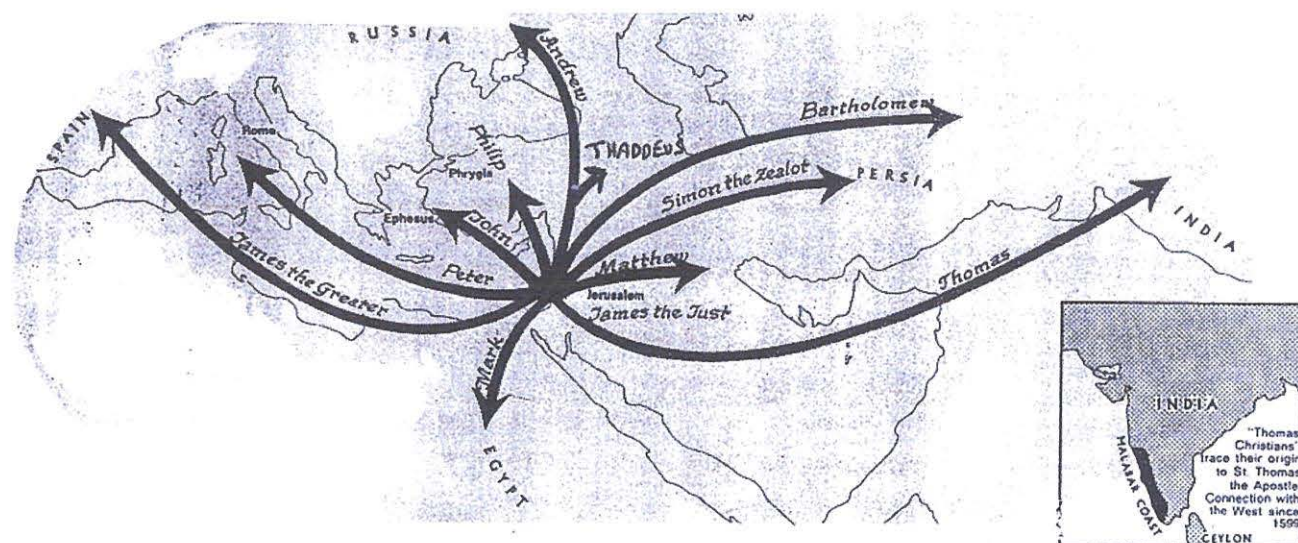 RUSSIA
Andrew
Bartholomew
SPAIN
Rome
Philip
THADDEUS
Phrygia
Simon the Zealot
PERSIA
Ephesus
John
INDIA
James the Greater
Peter
Matthew
Thomas
Jerusalem
James the Just
Mark
EGYPT
INDIA
MALABAR COAST
"Thomas
Christians"
trace their origin
to St. Thomas
the Apostle
Connection with
the West since
1599
CEYLON